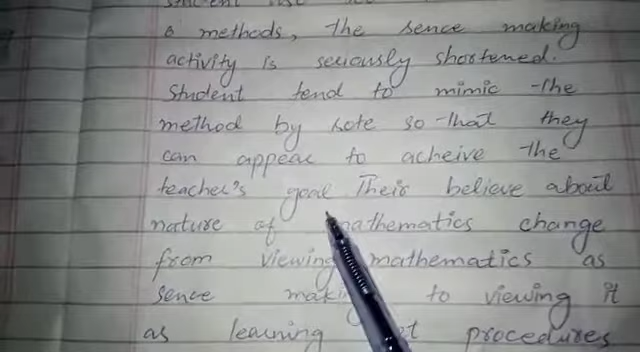 & methods, the sence making
activity is seriously shortened.
Student tend to mimic the
method by rote so that they
can appear to acheive the
teacher's goal Their believe about
nature of mathematics change
from viewing mathematics as
sence making to viewing it
as learning procedures